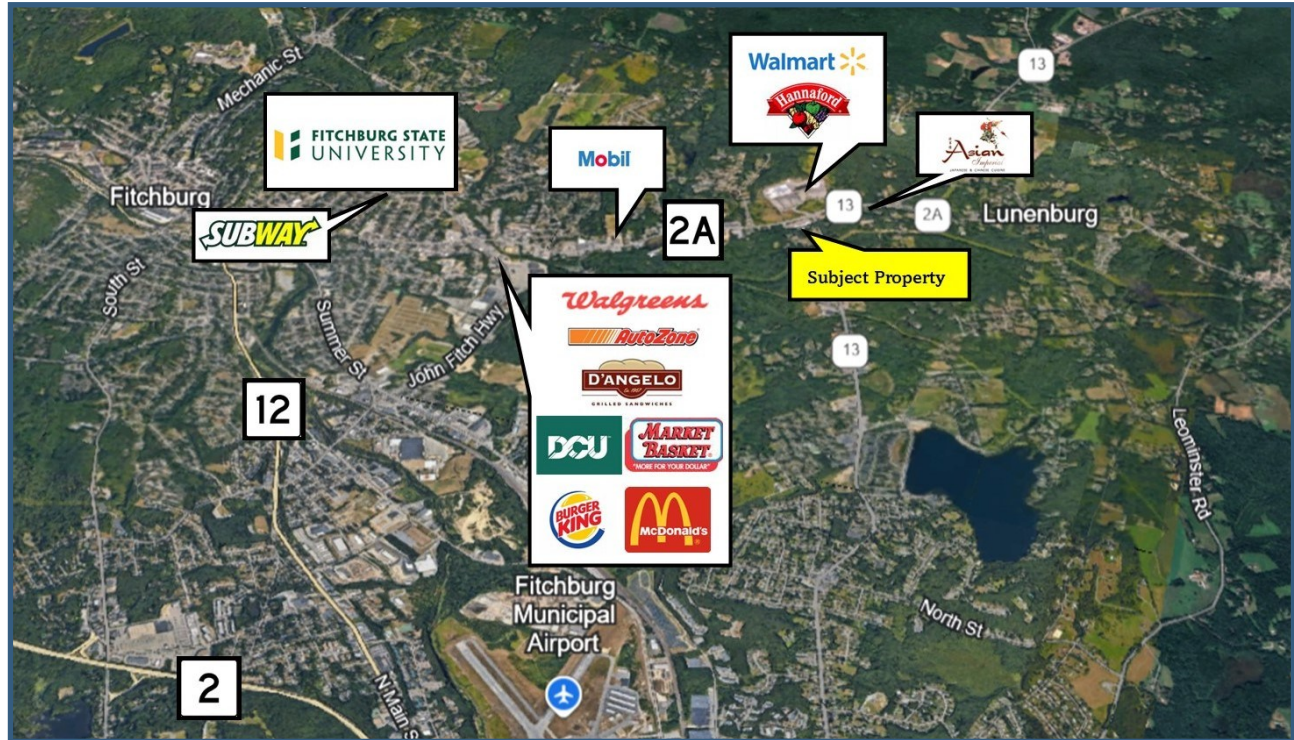 Mechanic St
Walmart
Hannaford
13
FITCHBURG STATE
UNIVERSITY
Mobil
Asian
Imperial
Fitchburg
SUBWAY
2A
13
2A
Lunenburg
Subject Property
South St
Summer St
John Fitch Hwy
Walgreens
AutoZone
D'ANGELO
GRILLED SANDWICHES
DCU
MARKET
BASKET
"MORE FOR YOUR DOLLAR"
BURGER
KING
McDonald's
13
12
Leominster Rd
Fitchburg
Municipal
Airport
North St
2
N Main S